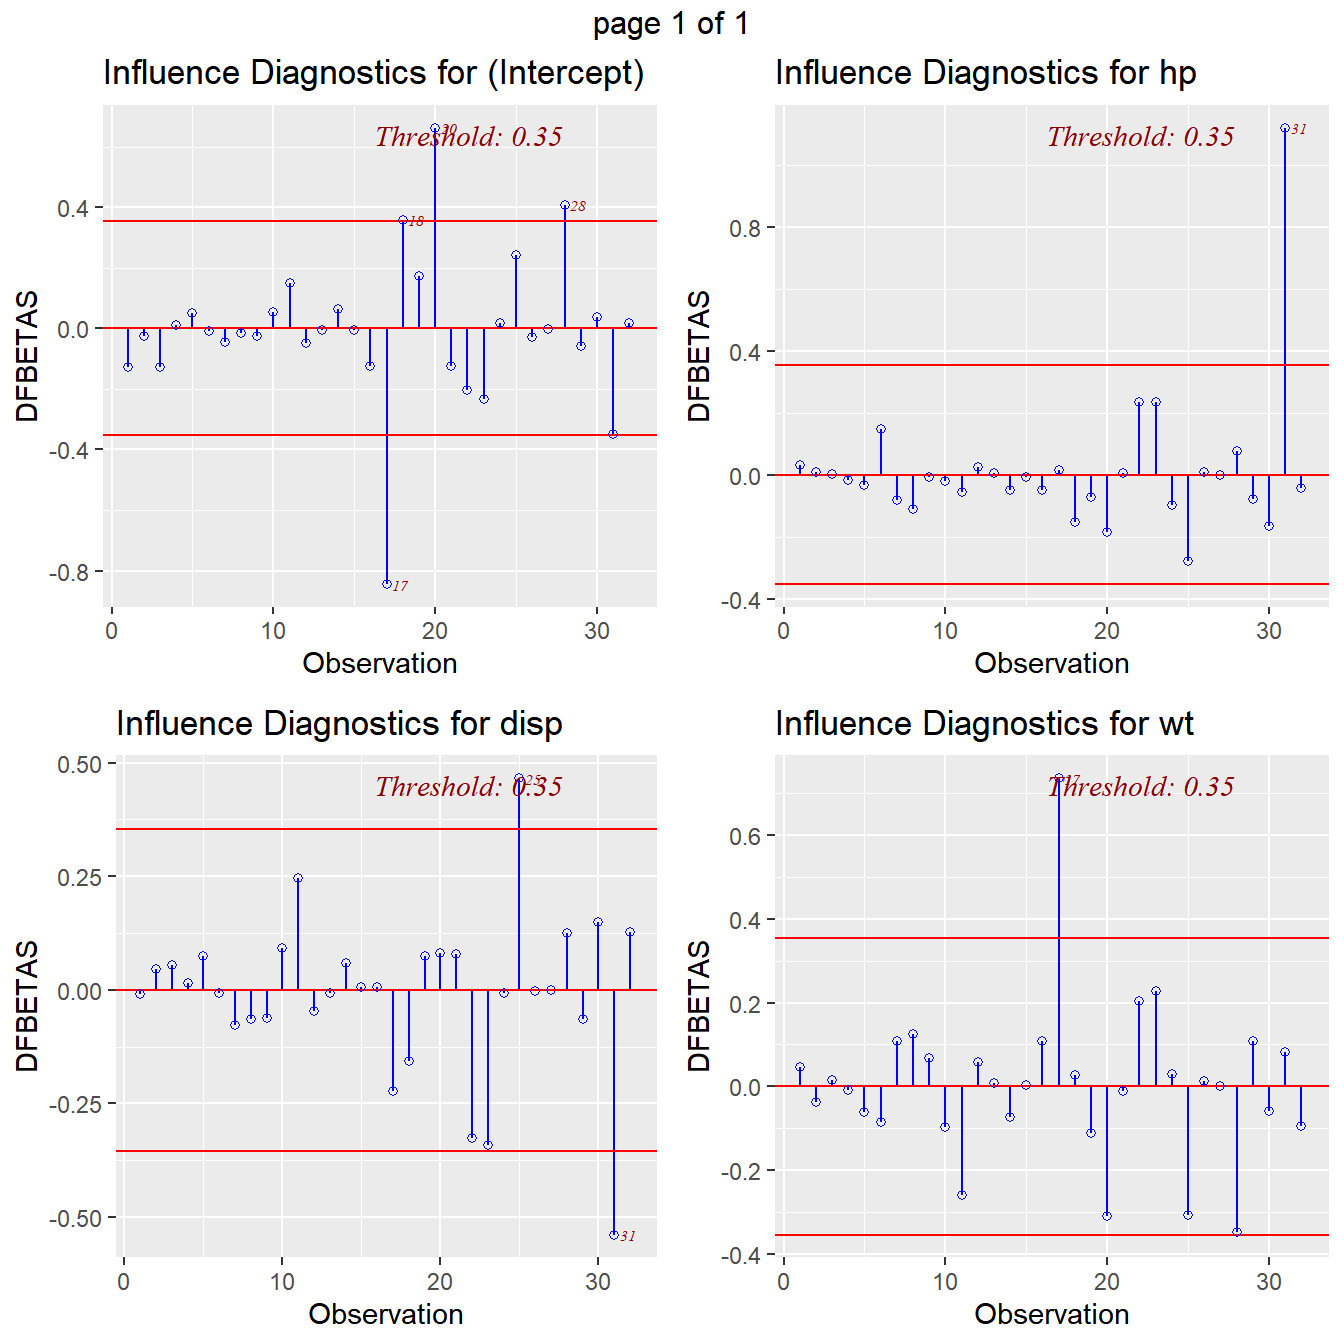 page 1 of 1
Influence Diagnostics for (Intercept)
Threshold: 0.35
20
18
28
17
0.4
0.0
-0.4
-0.8
DFBETAS
0 10 20 30
Observation
Influence Diagnostics for hp
Threshold: 0.35
31
0.8
0.4
0.0
-0.4
DFBETAS
0 10 20 30
Observation
Influence Diagnostics for disp
Threshold: 0.35
25
31
0.50
0.25
0.00
-0.25
-0.50
DFBETAS
0 10 20 30
Observation
Influence Diagnostics for wt
Threshold: 0.35
17
0.6
0.4
0.2
0.0
-0.2
-0.4
DFBETAS
0 10 20 30
Observation